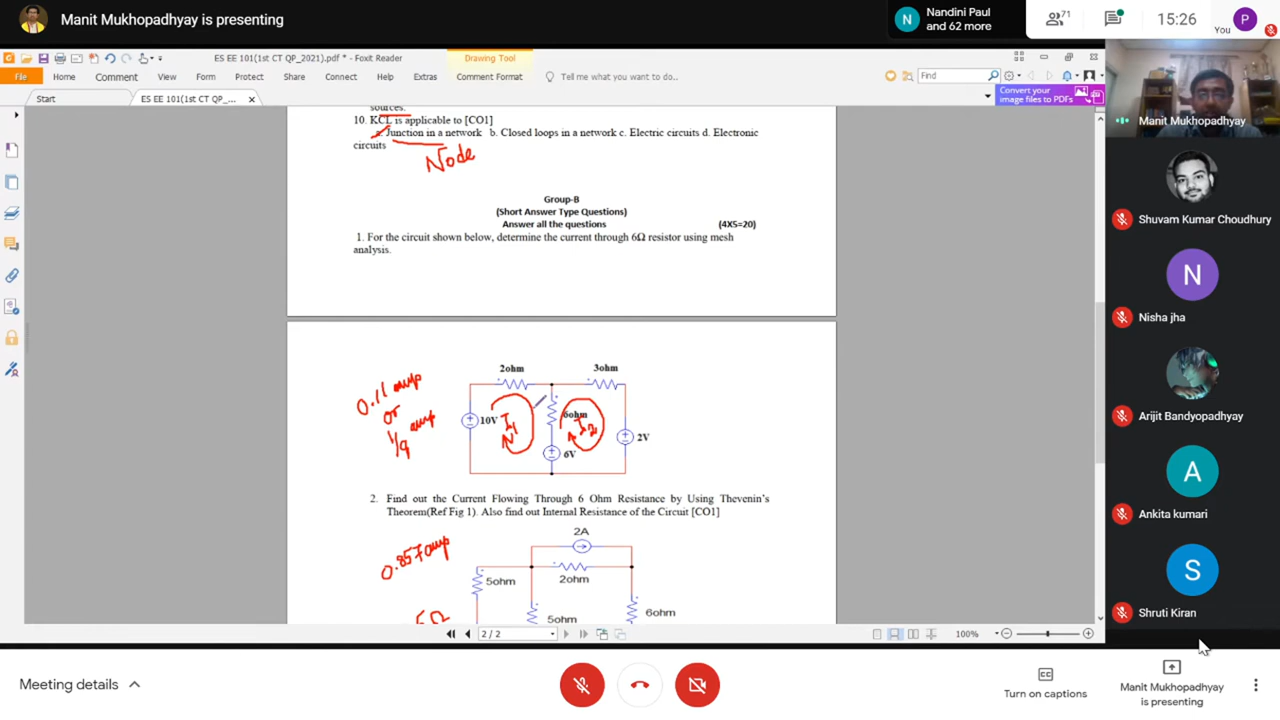 Manit Mukhopadhyay is presenting
N
Nandini Paul
and 62 more
71
15:26
You
P
ES EE 101(1st CT QP_2021).pdf * - Foxit Reader
Drawing Tool
File
Home
Comment
View
Form
Protect
Share
Connect
Help
Extras
Comment Format
Tell me what you want to do...
Find
Start
ES EE 101(1st CT QP_...
Convert your
image files to PDFs
sources.
10. KCL is applicable to [CO1]
a. Junction in a network b. Closed loops in a network c. Electric circuits d. Electronic
circuits
Node
Group-B
(Short Answer Type Questions)
Answer all the questions (4X5=20)
1. For the circuit shown below, determine the current through 6Ω resistor using mesh
analysis.
2ohm
3ohm
0.11 amp
or
1/9 amp
10V
I1
6ohm
I2
2V
6V
2. Find out the Current Flowing Through 6 Ohm Resistance by Using Thevenin's
Theorem(Ref Fig 1). Also find out Internal Resistance of the Circuit [CO1]
2A
0.857 amp
5ohm
2ohm
5Ω
5ohm
6ohm
2 / 2
100%
Manit Mukhopadhyay
Shuvam Kumar Choudhury
N
Nisha jha
Arijit Bandyopadhyay
A
Ankita kumari
S
Shruti Kiran
Meeting details
Turn on captions
Manit Mukhopadhyay
is presenting